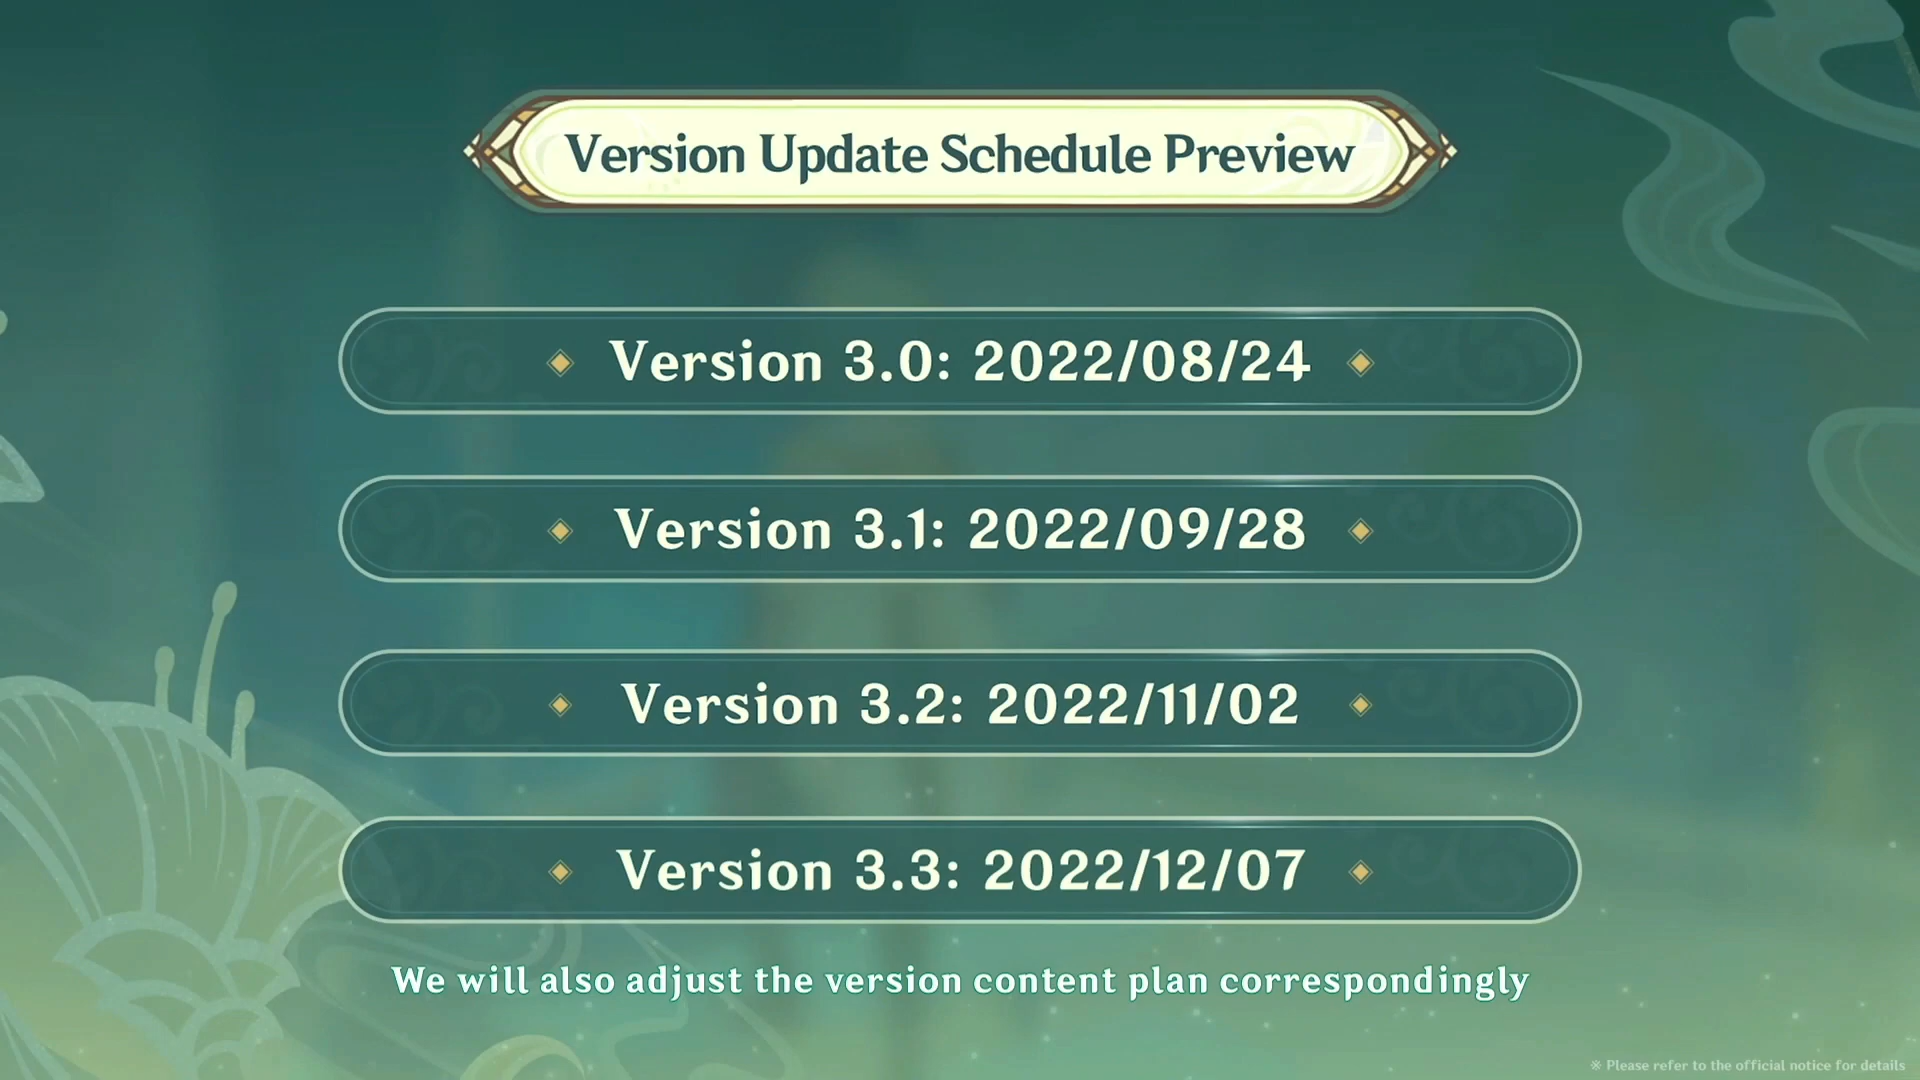 Version Update Schedule Preview
Version 3.0: 2022/08/24
Version 3.1: 2022/09/28
Version 3.2: 2022/11/02
Version 3.3: 2022/12/07
We will also adjust the version content plan correspondingly
※ Please refer to the official notice for details